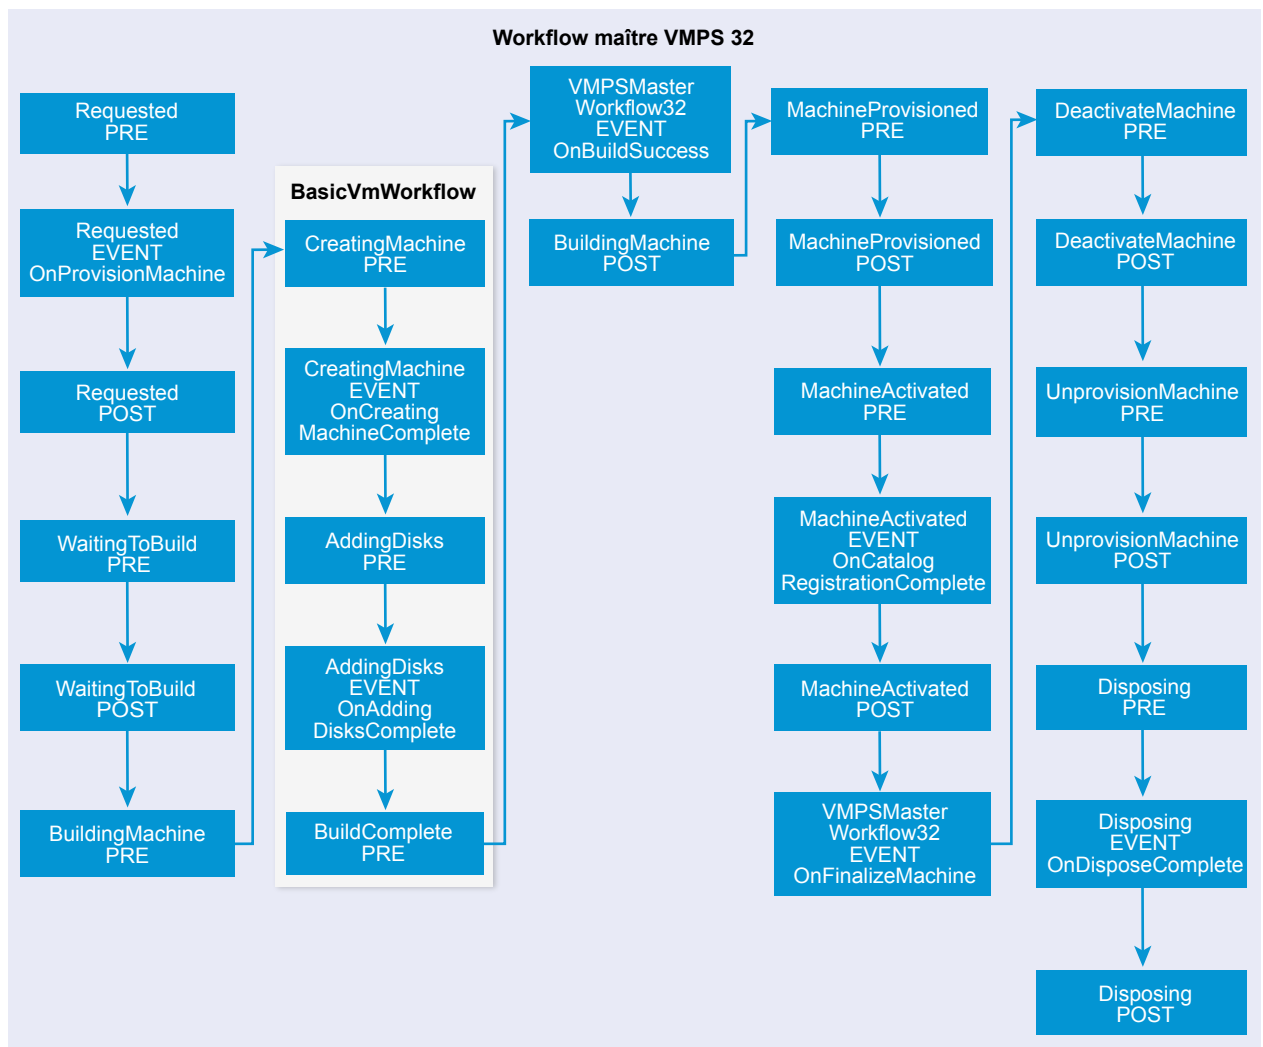 Workflow maître VMPS 32
Requested
PRE
Requested
EVENT
OnProvisionMachine
Requested
POST
WaitingToBuild
PRE
WaitingToBuild
POST
BuildingMachine
PRE
BasicVmWorkflow
CreatingMachine
PRE
CreatingMachine
EVENT
OnCreating
MachineComplete
AddingDisks
PRE
AddingDisks
EVENT
OnAdding
DisksComplete
BuildComplete
PRE
VMPSMaster
Workflow32
EVENT
OnBuildSuccess
BuildingMachine
POST
MachineProvisioned
PRE
MachineProvisioned
POST
MachineActivated
PRE
MachineActivated
EVENT
OnCatalog
RegistrationComplete
MachineActivated
POST
VMPSMaster
Workflow32
EVENT
OnFinalizeMachine
DeactivateMachine
PRE
DeactivateMachine
POST
UnprovisionMachine
PRE
UnprovisionMachine
POST
Disposing
PRE
Disposing
EVENT
OnDisposeComplete
Disposing
POST